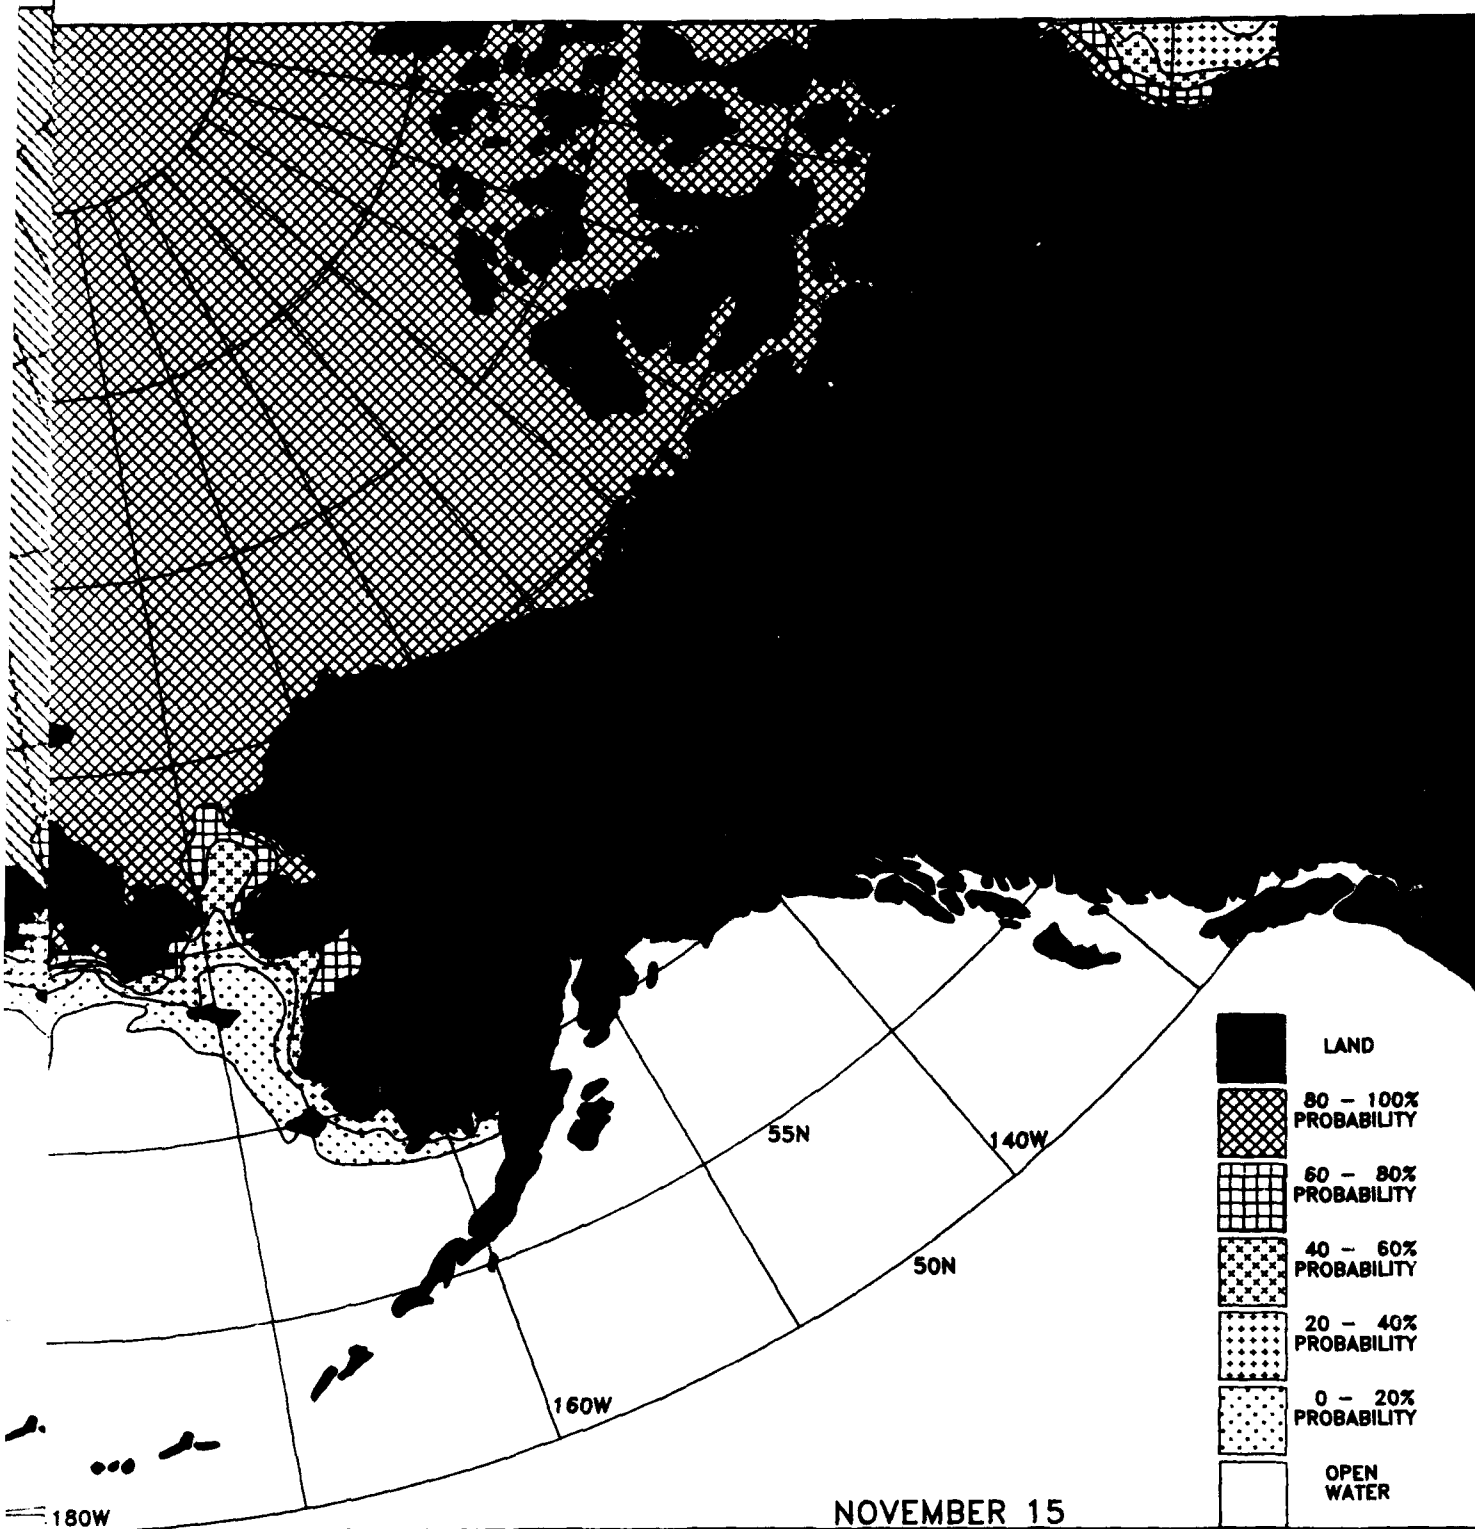 LAND
80 - 100%
PROBABILITY
60 - 80%
PROBABILITY
40 - 60%
PROBABILITY
20 - 40%
PROBABILITY
0 - 20%
PROBABILITY
OPEN
WATER
55N
140W
50N
160W
180W
NOVEMBER 15